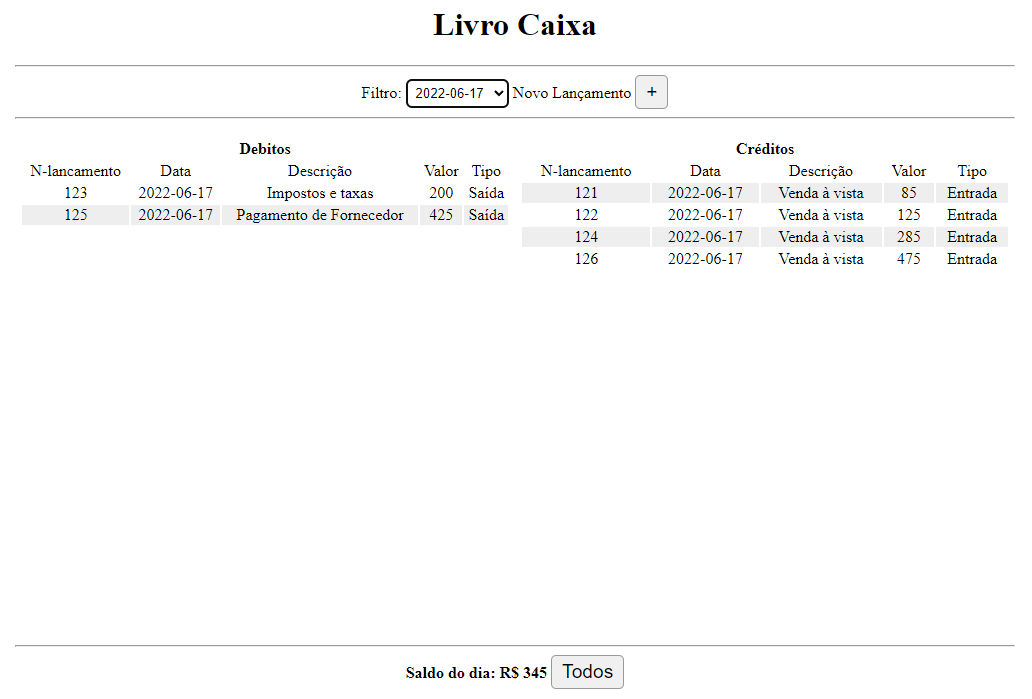 Livro Caixa
Filtro: 2022-06-17 Novo Lançamento +
Debitos
N-lancamento Data Descrição Valor Tipo
123 2022-06-17 Impostos e taxas 200 Saída
125 2022-06-17 Pagamento de Fornecedor 425 Saída
Créditos
N-lancamento Data Descrição Valor Tipo
121 2022-06-17 Venda à vista 85 Entrada
122 2022-06-17 Venda à vista 125 Entrada
124 2022-06-17 Venda à vista 285 Entrada
126 2022-06-17 Venda à vista 475 Entrada
Saldo do dia: R$ 345 Todos